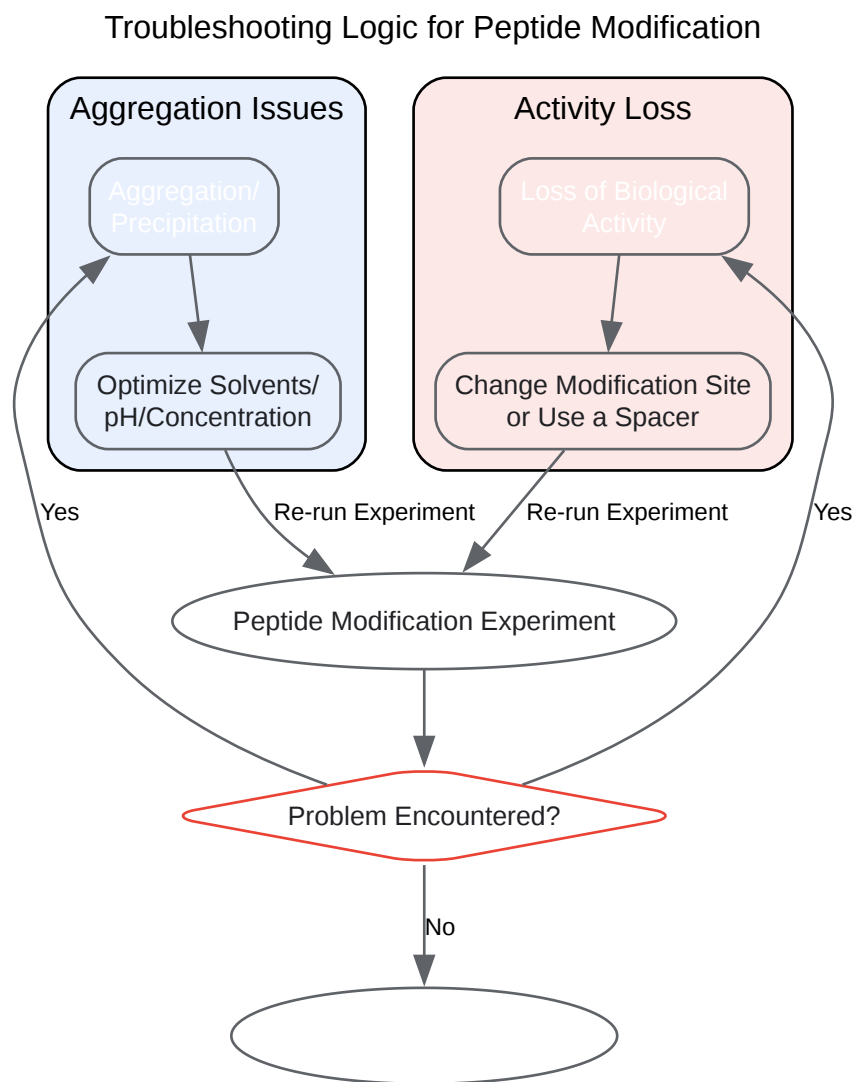 Troubleshooting Logic for Peptide Modification
Aggregation Issues
Activity Loss
Aggregation/
Precipitation
Loss of Biological
Activity
Optimize Solvents/
pH/Concentration
Change Modification Site
or Use a Spacer
Yes
Re-run Experiment
Re-run Experiment
Yes
Peptide Modification Experiment
Problem Encountered?
No